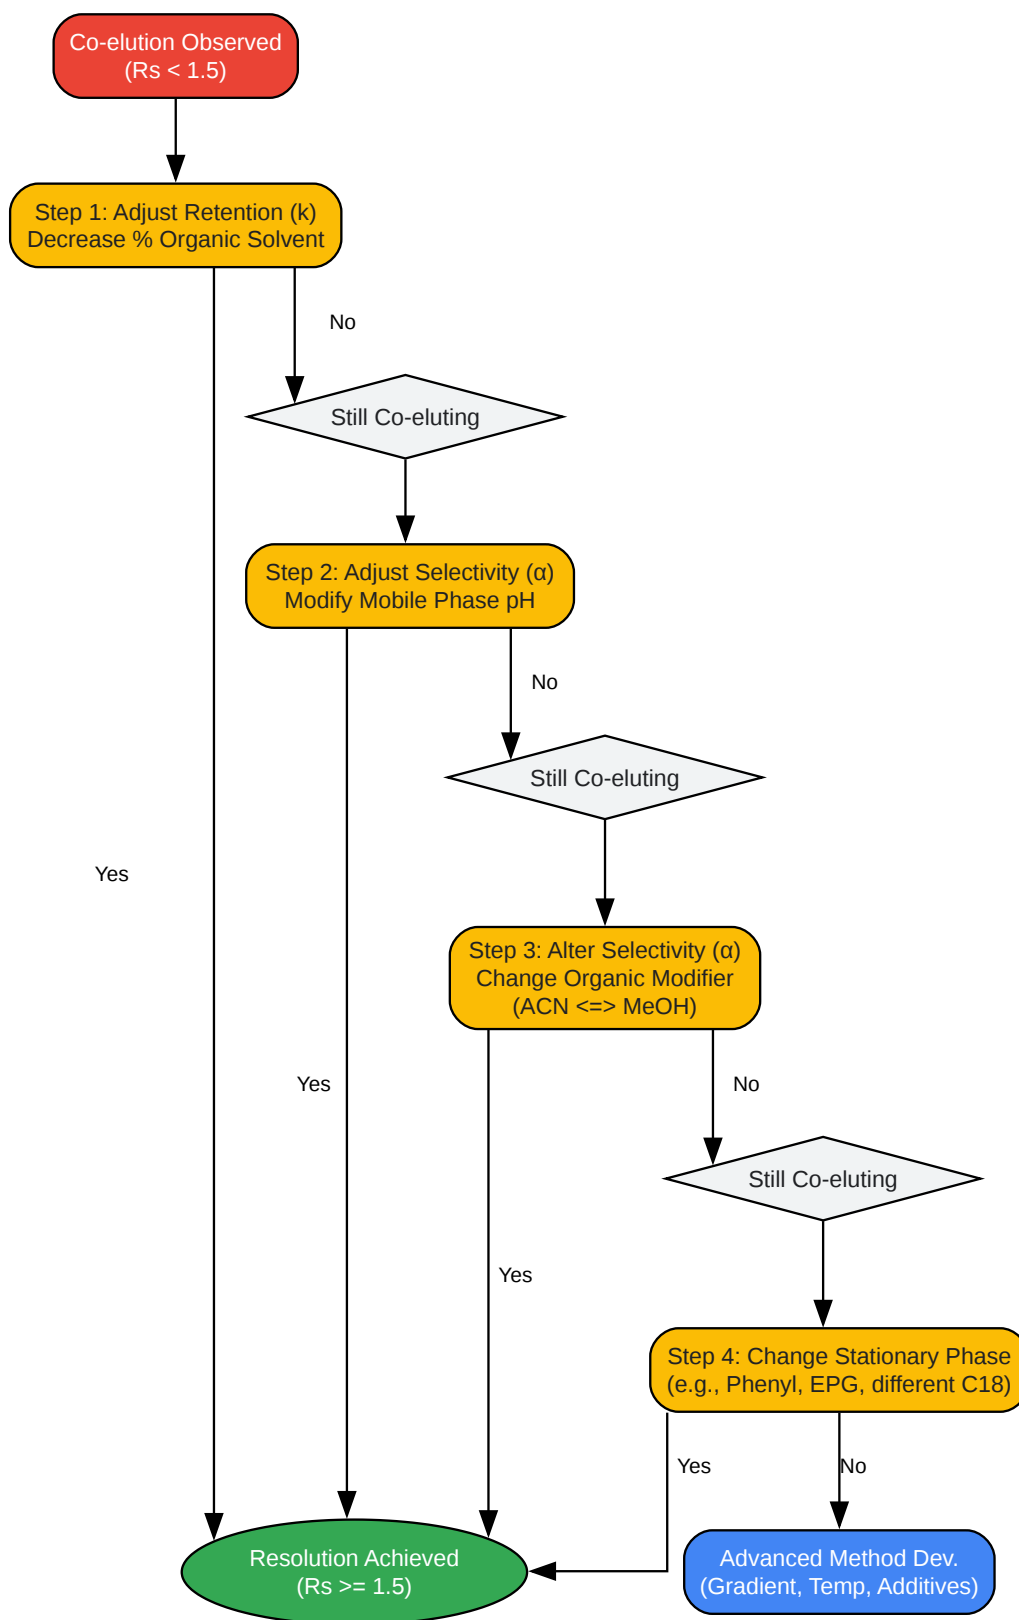 Co-elution Observed
(Rs < 1.5)
Step 1: Adjust Retention (k)
Decrease % Organic Solvent
No
Still Co-eluting
Step 2: Adjust Selectivity (α)
Modify Mobile Phase pH
No
Still Co-eluting
Yes
Step 3: Alter Selectivity (α)
Change Organic Modifier
(ACN <=> MeOH)
Yes
No
Still Co-eluting
Yes
Step 4: Change Stationary Phase
(e.g., Phenyl, EPG, different C18)
Yes
No
Resolution Achieved
(Rs >= 1.5)
Advanced Method Dev.
(Gradient, Temp, Additives)